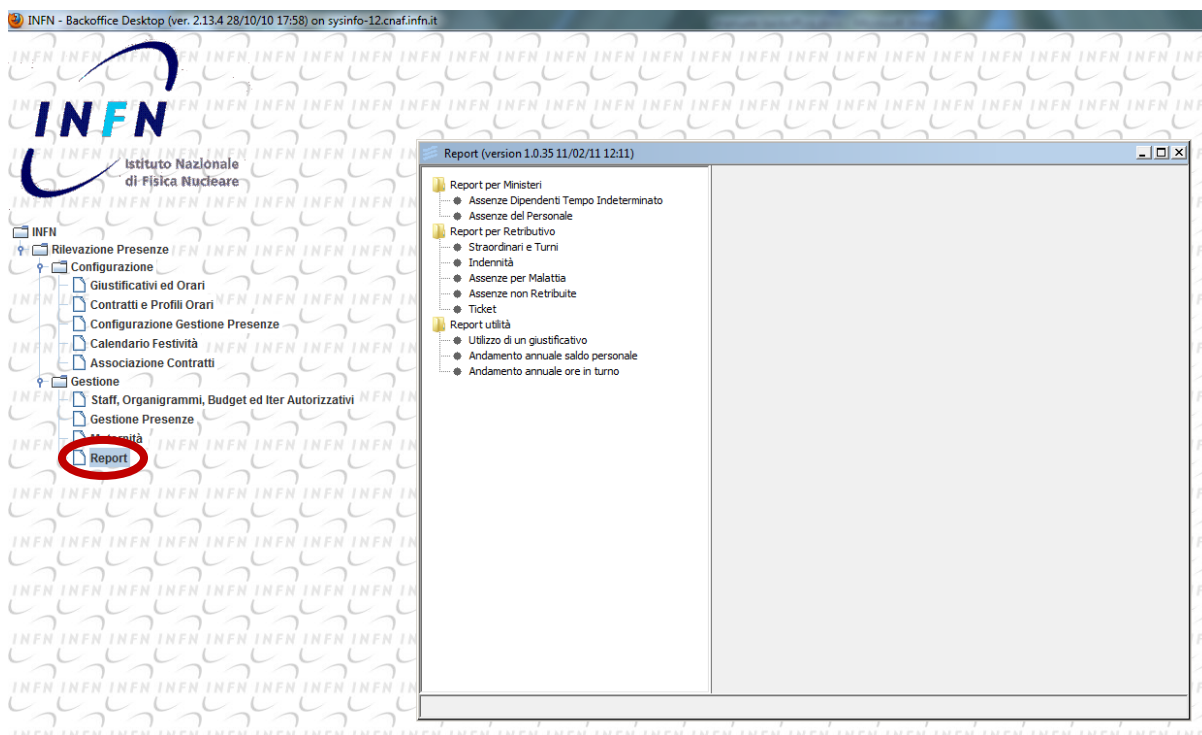 INFN - Backoffice Desktop (ver. 2.13.4 28/10/10 17:58) on sysinfo-12.cnaf.infn.it
INFN
Istituto Nazionale
di Fisica Nucleare
INFN
Rilevazione Presenze
Configurazione
Giustificativi ed Orari
Contratti e Profili Orari
Configurazione Gestione Presenze
Calendario Festività
Associazione Contratti
Gestione
Staff, Organigrammi, Budget ed Iter Autorizzativi
Gestione Presenze
Maternità
Report
Report (version 1.0.35 11/02/11 12:11)
Report per Ministeri
Assenze Dipendenti Tempo Indeterminato
Assenze del Personale
Report per Retributivo
Straordinari e Turni
Indennità
Assenze per Malattia
Assenze non Retribuite
Ticket
Report utilità
Utilizzo di un giustificativo
Andamento annuale saldo personale
Andamento annuale ore in turno